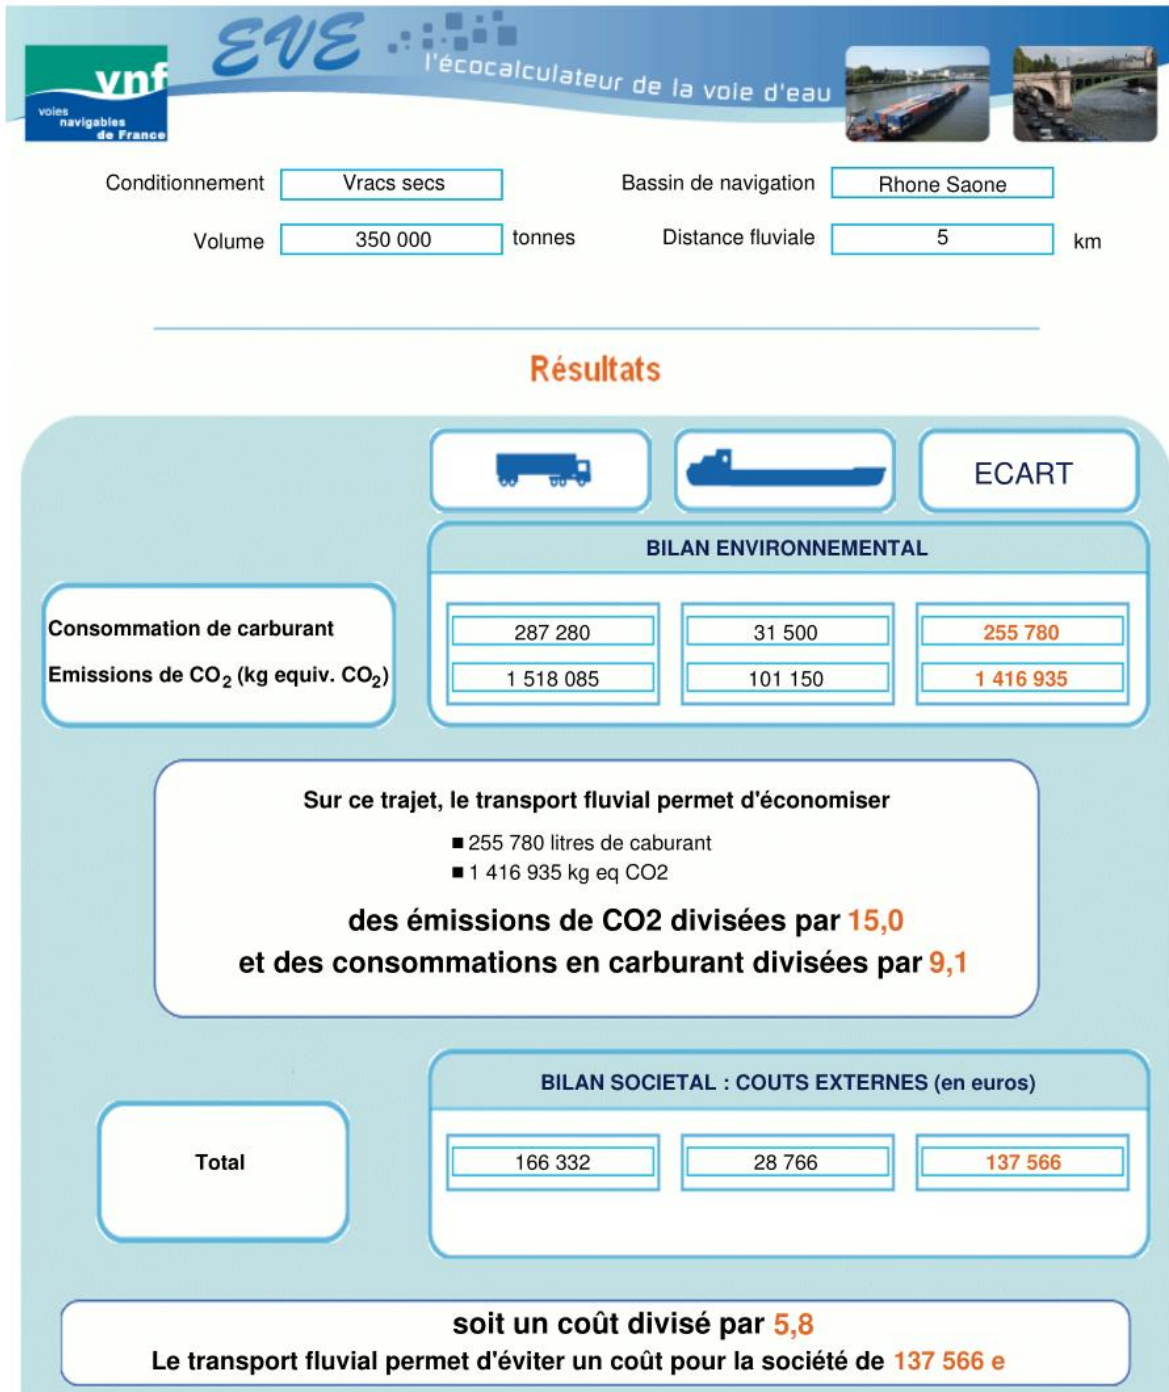 EVE
l'écocalculateur de la voie d'eau
vnf
voies
navigables
de France
Conditionnement Vracs secs Bassin de navigation Rhone Saone
Volume 350 000 tonnes Distance fluviale 5 km
Résultats
ECART
BILAN ENVIRONNEMENTAL
Consommation de carburant 287 280 31 500 255 780
Emissions de CO2 (kg equiv. CO2) 1 518 085 101 150 1 416 935
Sur ce trajet, le transport fluvial permet d'économiser
■ 255 780 litres de caburant
■ 1 416 935 kg eq CO2
des émissions de CO2 divisées par 15,0
et des consommations en carburant divisées par 9,1
BILAN SOCIETAL : COUTS EXTERNES (en euros)
Total 166 332 28 766 137 566
soit un coût divisé par 5,8
Le transport fluvial permet d'éviter un coût pour la société de 137 566 e